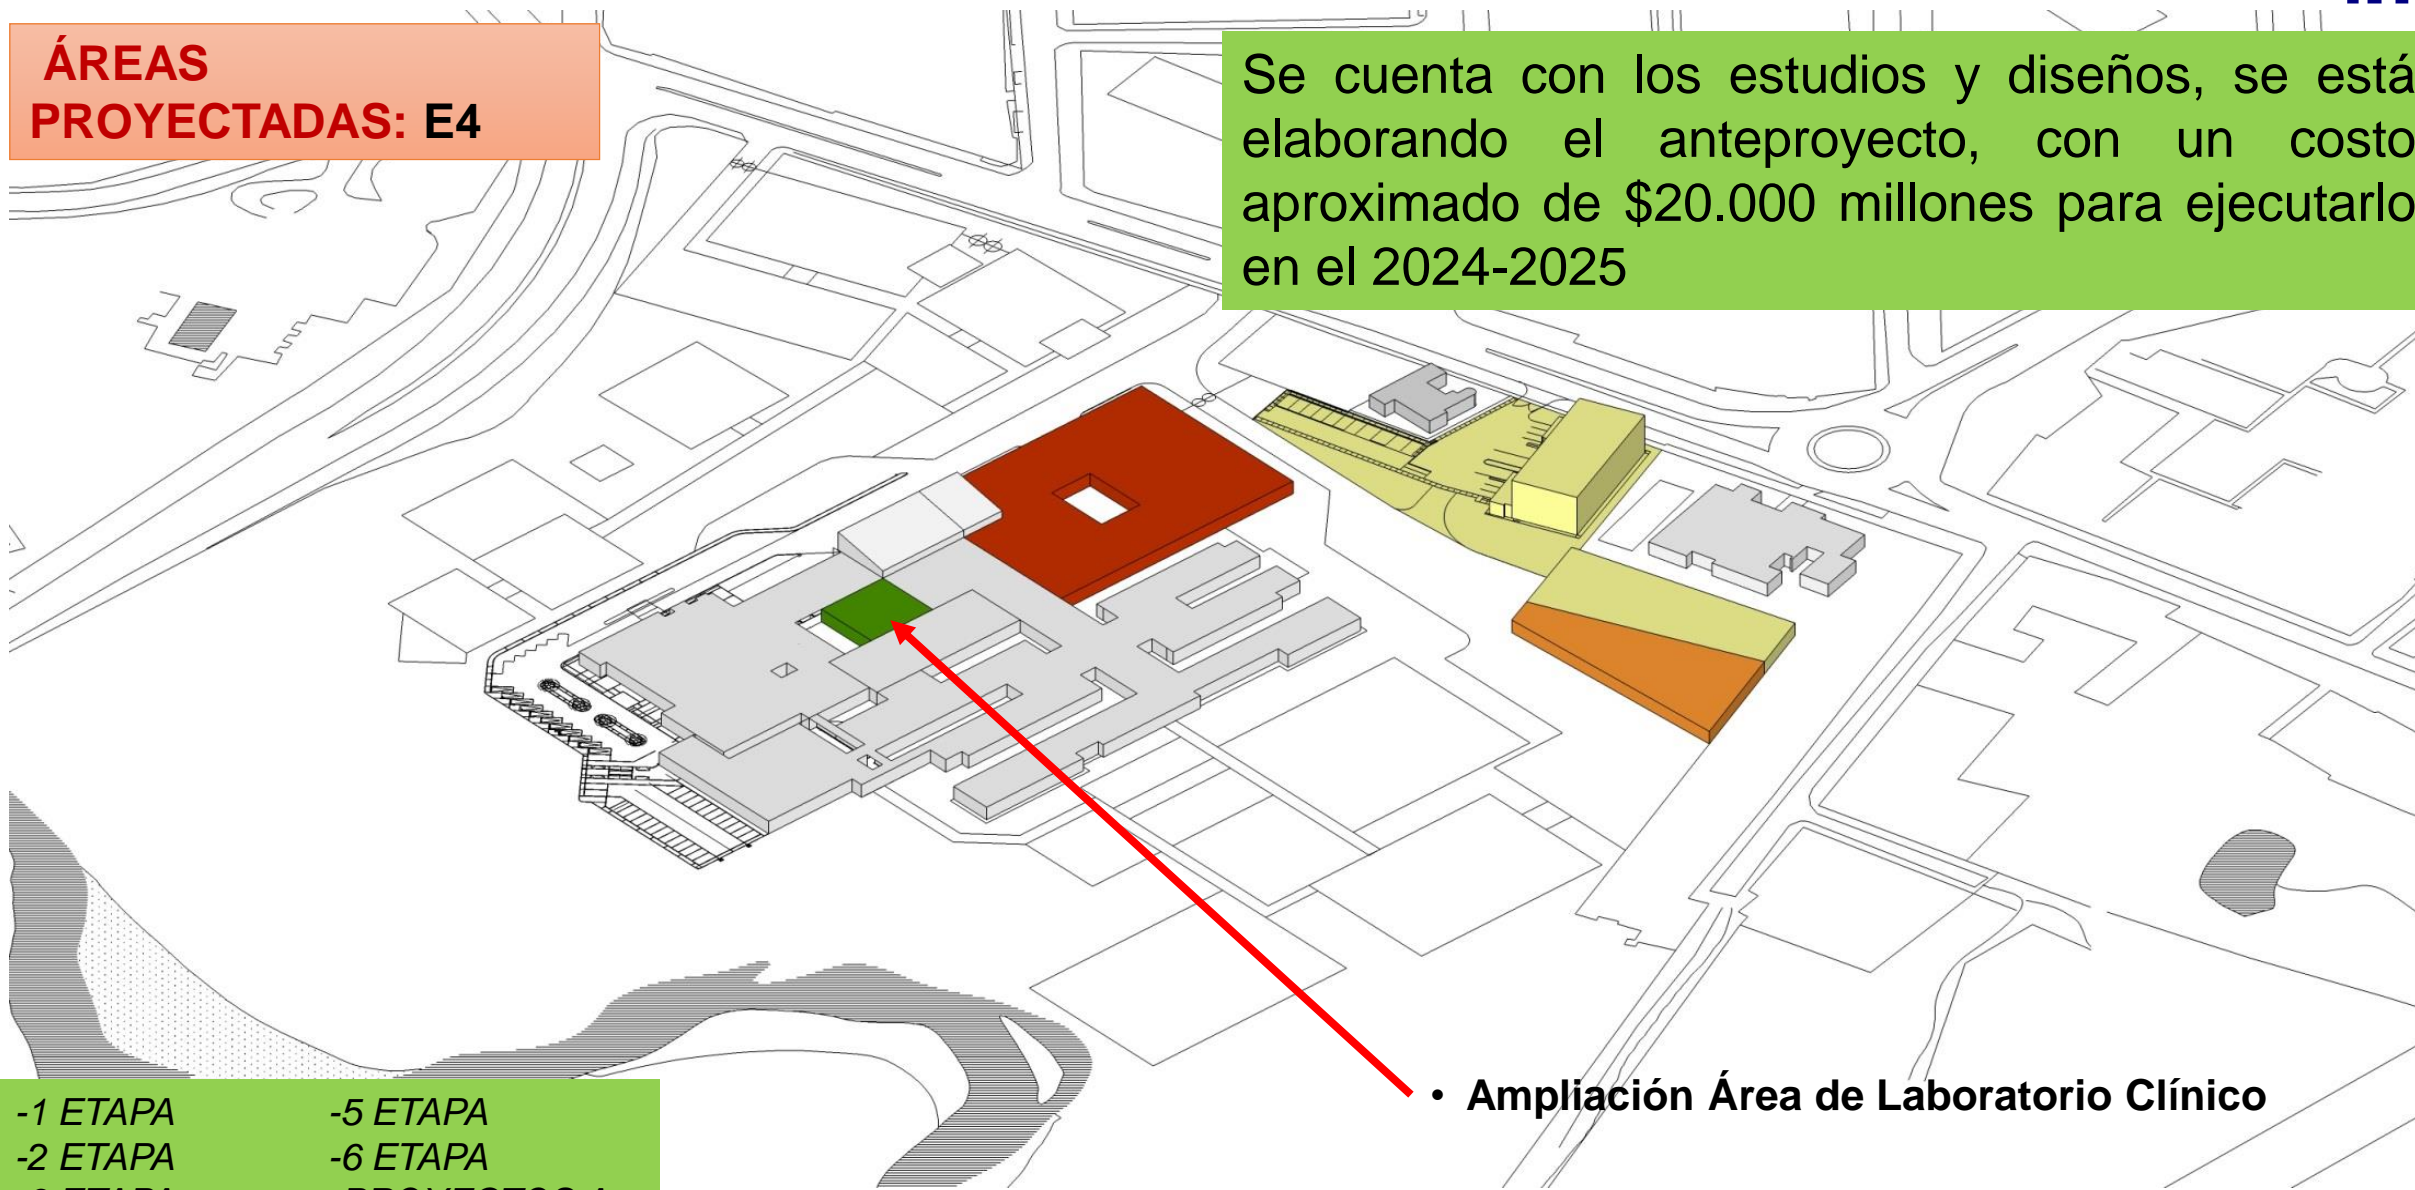 ÁREAS
PROYECTADAS: E4
Se cuenta con los estudios y diseños, se está
elaborando el anteproyecto, con un costo
aproximado de $20.000 millones para ejecutarlo
en el 2024-2025
• Ampliación Área de Laboratorio Clínico
-1 ETAPA -5 ETAPA
-2 ETAPA -6 ETAPA